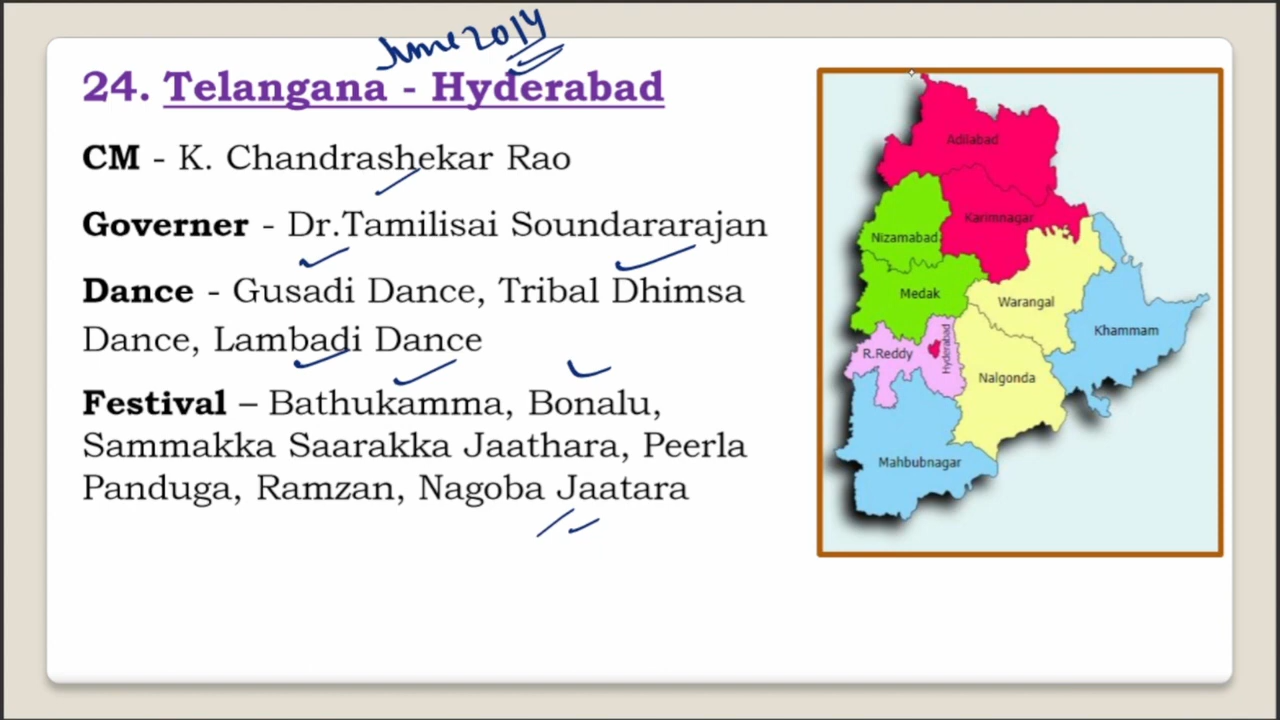 June 2014
24. Telangana - Hyderabad
CM - K. Chandrashekar Rao
Governer - Dr.Tamilisai Soundararajan
Dance - Gusadi Dance, Tribal Dhimsa
Dance, Lambadi Dance
Festival – Bathukamma, Bonalu,
Sammakka Saarakka Jaathara, Peerla
Panduga, Ramzan, Nagoba Jaatara
Adilabad
Karimnagar
Nizamabad
Medak
Warangal
Khammam
R.Reddy
Hyderabad
Nalgonda
Mahbubnagar